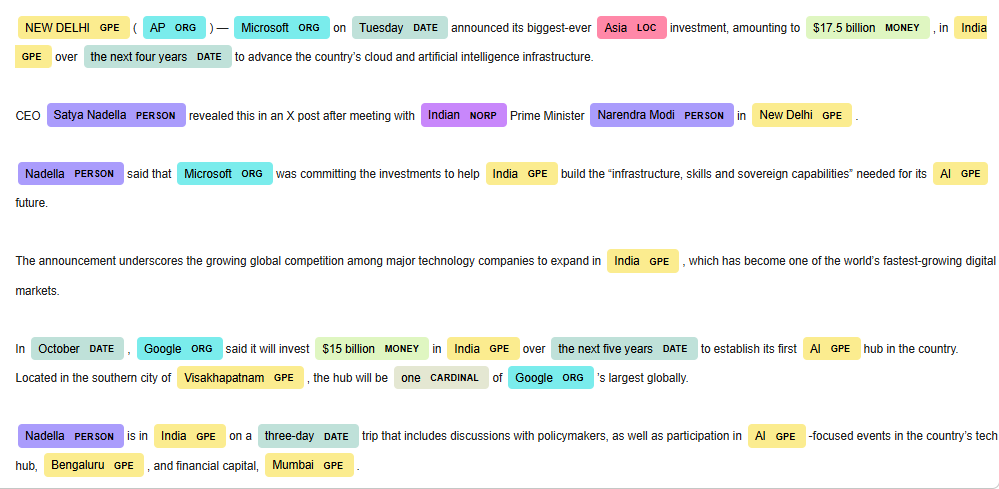 NEW DELHI GPE ( AP ORG ) — Microsoft ORG on Tuesday DATE announced its biggest-ever Asia LOC investment, amounting to $17.5 billion MONEY , in India
GPE over the next four years DATE to advance the country’s cloud and artificial intelligence infrastructure.
CEO Satya Nadella PERSON revealed this in an X post after meeting with Indian NORP Prime Minister Narendra Modi PERSON in New Delhi GPE .
Nadella PERSON said that Microsoft ORG was committing the investments to help India GPE build the “infrastructure, skills and sovereign capabilities” needed for its AI GPE
future.
The announcement underscores the growing global competition among major technology companies to expand in India GPE , which has become one of the world’s fastest-growing digital
markets.
In October DATE , Google ORG said it will invest $15 billion MONEY in India GPE over the next five years DATE to establish its first AI GPE hub in the country.
Located in the southern city of Visakhapatnam GPE , the hub will be one CARDINAL of Google ORG ’s largest globally.
Nadella PERSON is in India GPE on a three-day DATE trip that includes discussions with policymakers, as well as participation in AI GPE -focused events in the country’s tech
hub, Bengaluru GPE , and financial capital, Mumbai GPE .